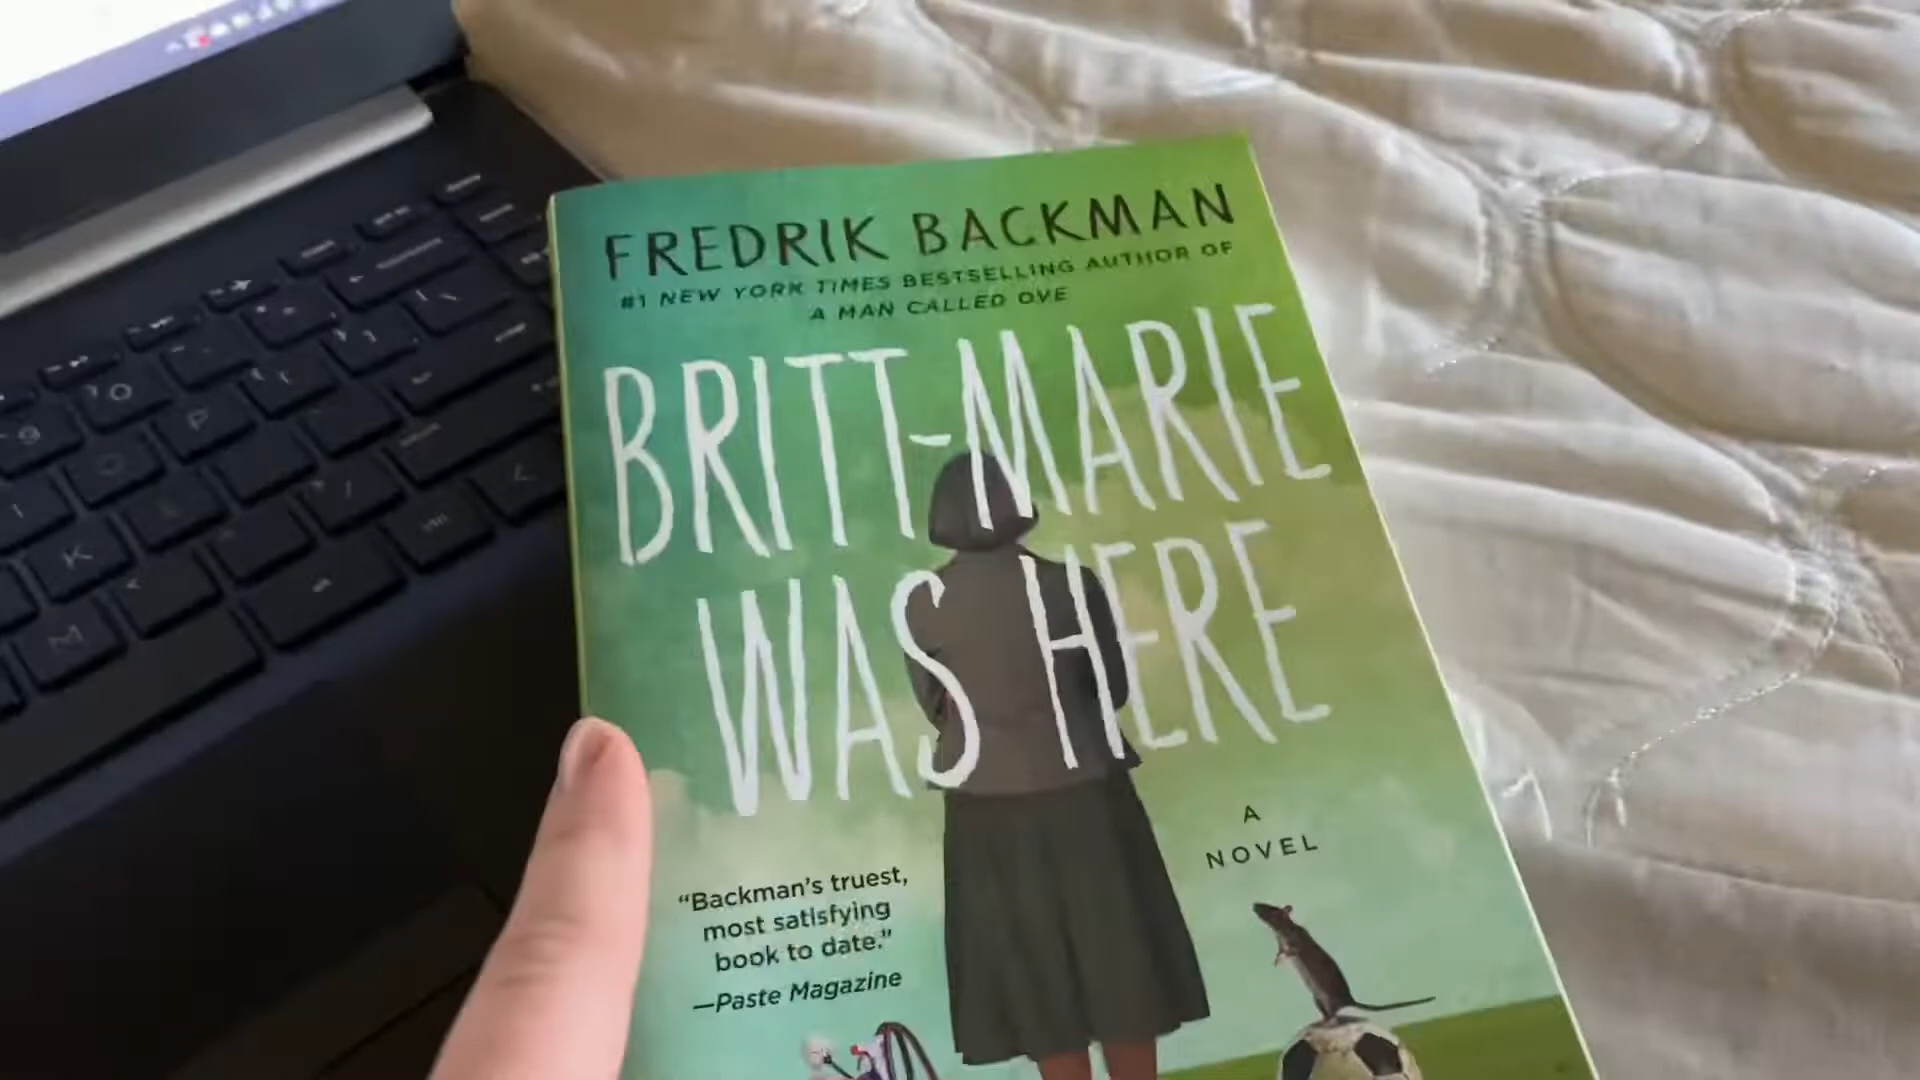 FREDRIK BACKMAN
#1 NEW YORK TIMES BESTSELLING AUTHOR OF
A MAN CALLED OVE
BRITT-MARIE
WAS HERE
A
NOVEL
“Backman’s truest,
most satisfying
book to date.”
—Paste Magazine
O
P
K
M